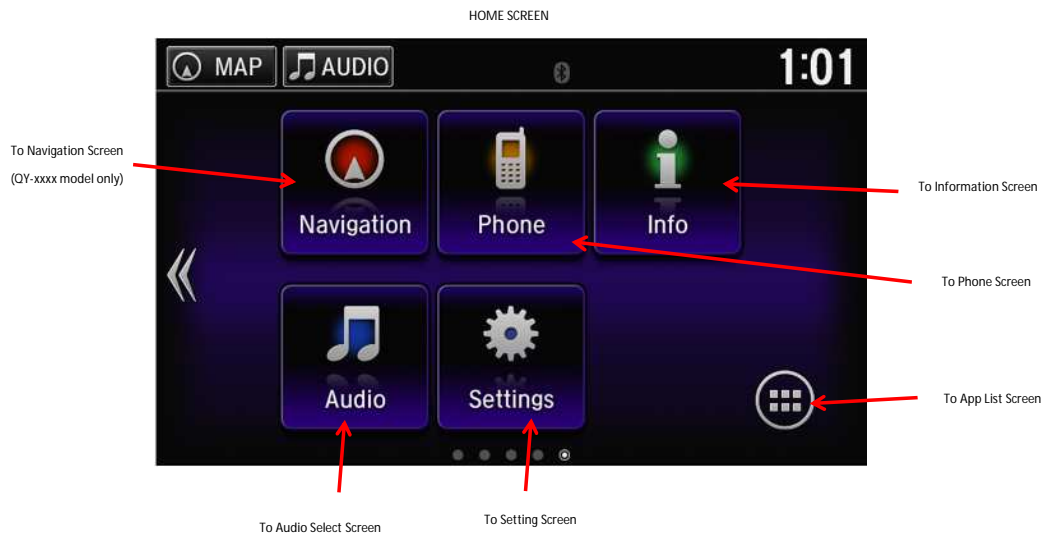 HOME SCREEN
MAP
AUDIO
1:01
To Navigation Screen
(QY-xxxx model only)
Navigation
Phone
Info
To Information Screen
To Phone Screen
Audio
Settings
To App List Screen
To Audio Select Screen
To Setting Screen